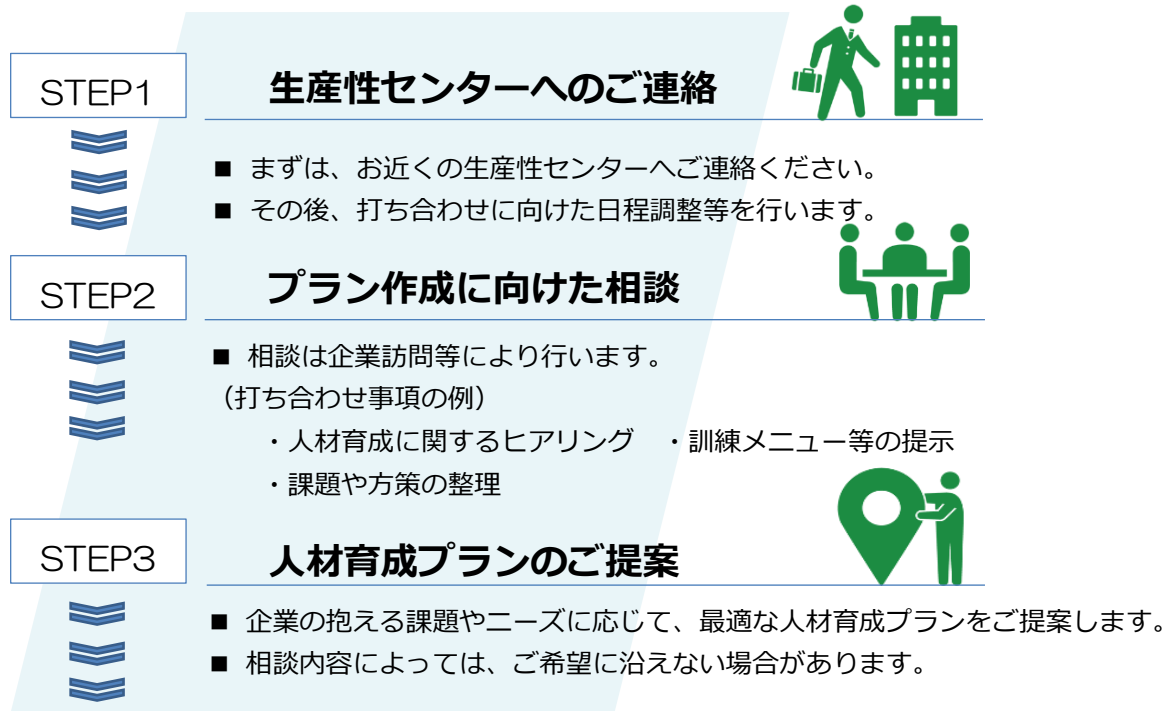 STEP1
生産性センターへのご連絡
■ まずは、お近くの生産性センターへご連絡ください。
■ その後、打ち合わせに向けた日程調整等を行います。
STEP2
プラン作成に向けた相談
■ 相談は企業訪問等により行います。
（打ち合わせ事項の例）
・人材育成に関するヒアリング　・訓練メニュー等の提示
・課題や方策の整理
STEP3
人材育成プランのご提案
■ 企業の抱える課題やニーズに応じて、最適な人材育成プランをご提案します。
■ 相談内容によっては、ご希望に沿えない場合があります。